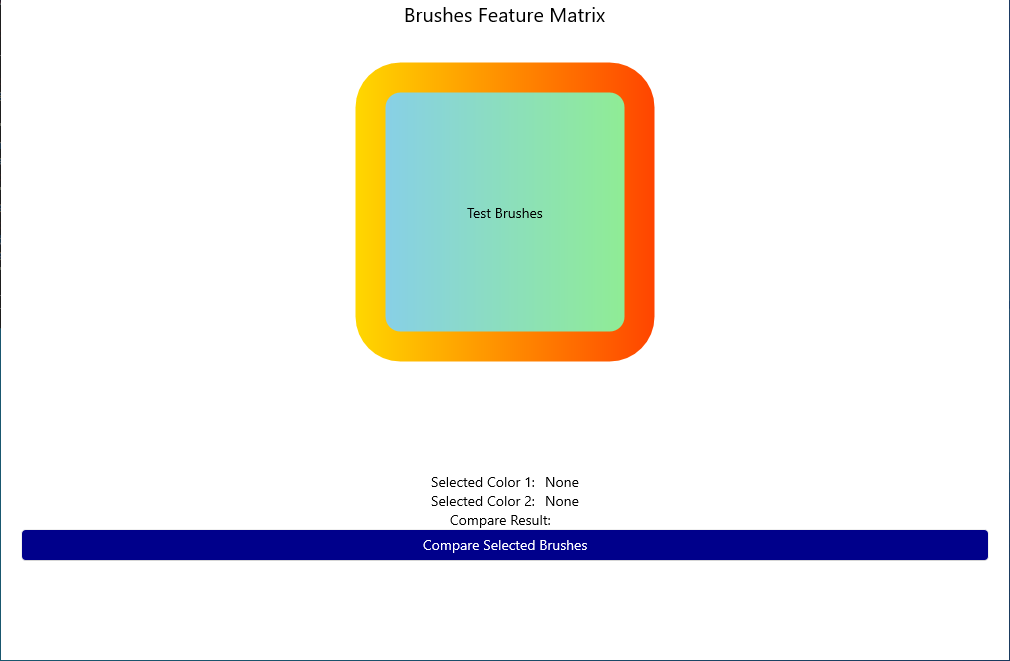 Brushes Feature Matrix
Test Brushes
Selected Color 1: None
Selected Color 2: None
Compare Result:
Compare Selected Brushes